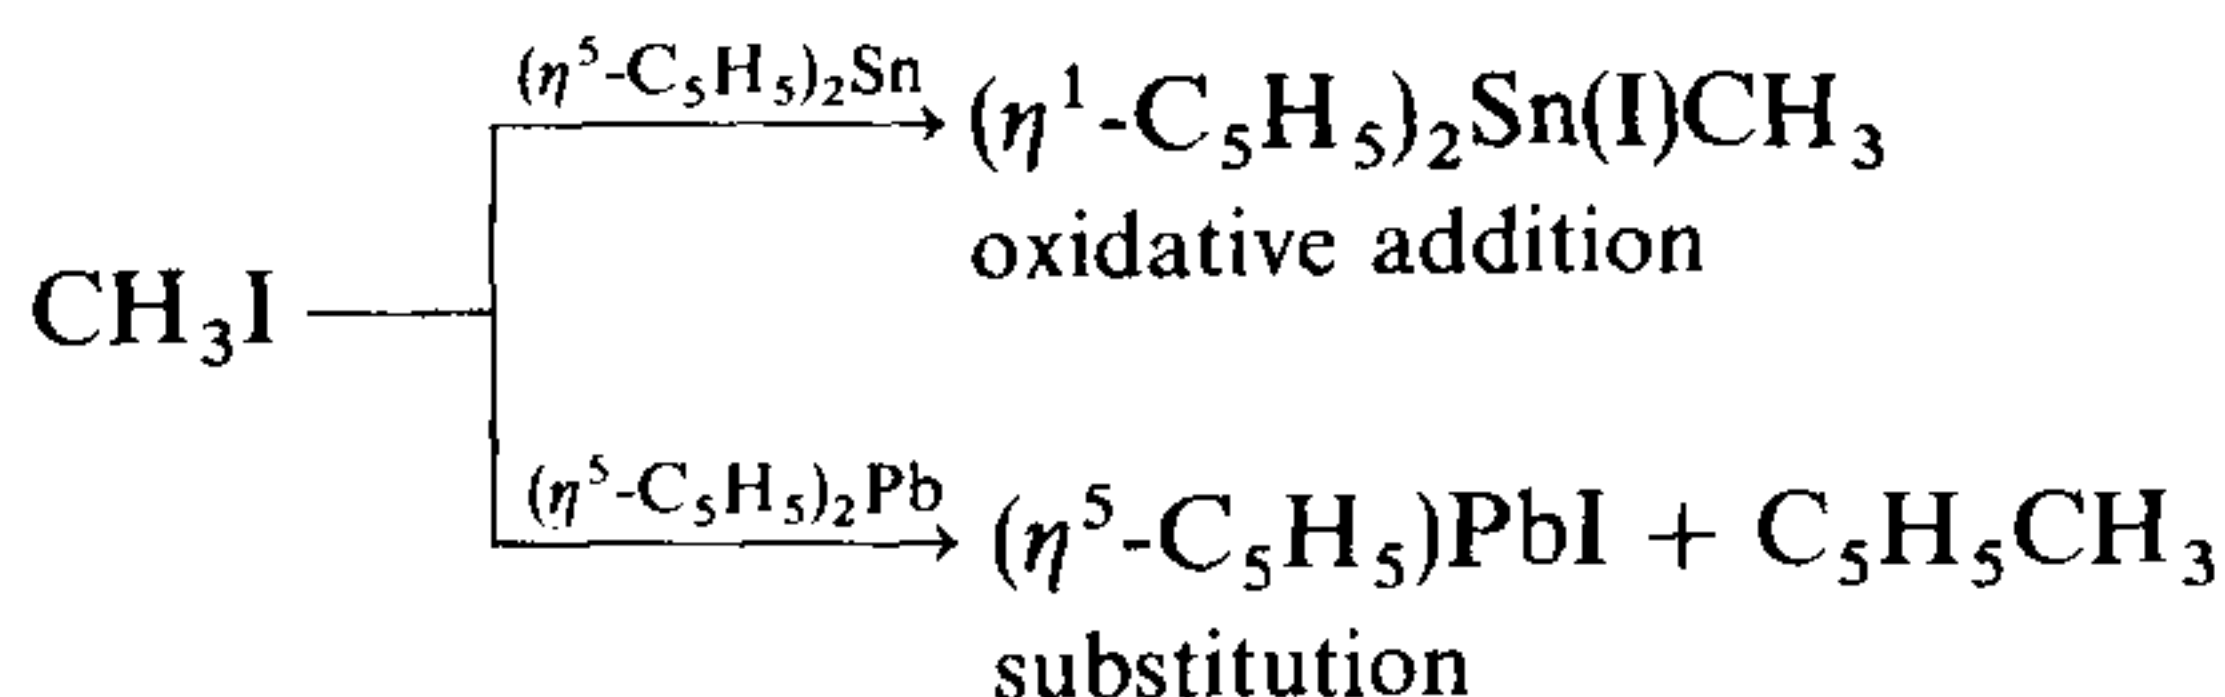 (η⁵-C₅H₅)₂Sn
(η¹-C₅H₅)₂Sn(I)CH₃
oxidative addition
CH₃I
(η⁵-C₅H₅)₂Pb
(η⁵-C₅H₅)PbI + C₅H₅CH₃
substitution